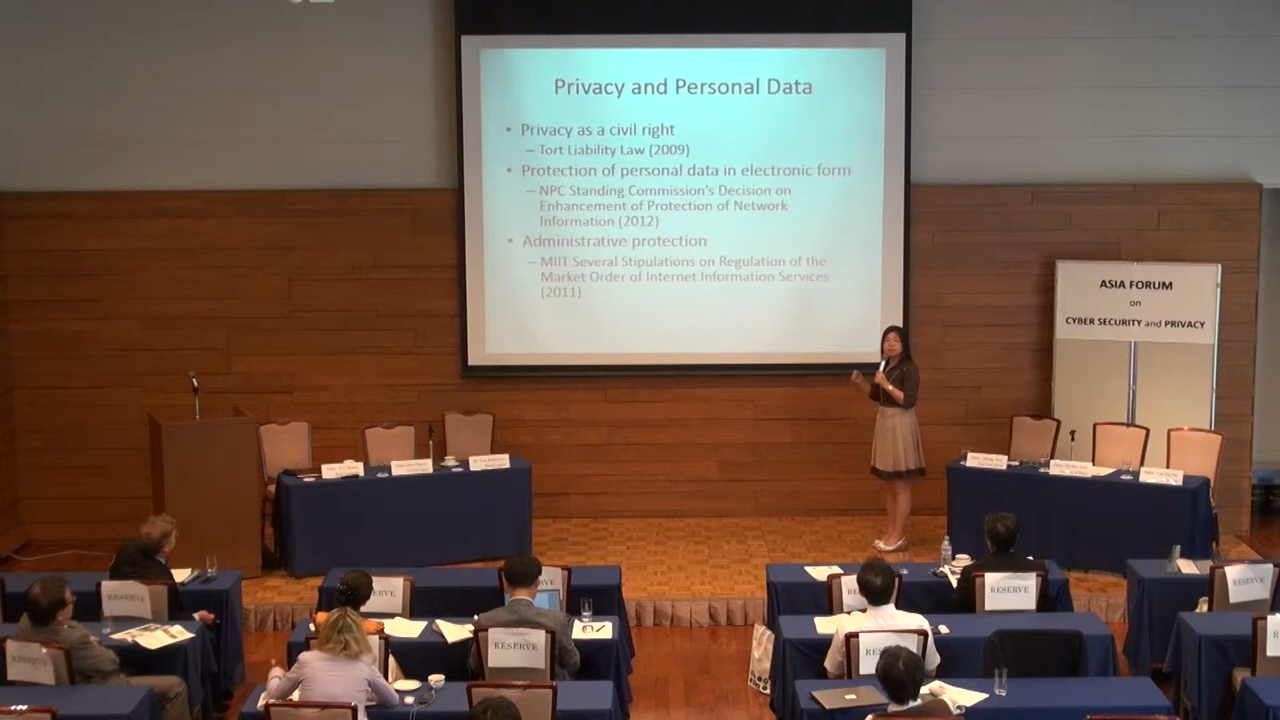 Privacy and Personal Data
• Privacy as a civil right
– Tort Liability Law (2009)
• Protection of personal data in electronic form
– NPC Standing Commission's Decision on
Enhancement of Protection of Network
Information (2012)
• Administrative protection
– MIIT Several Stipulations on Regulation of the
Market Order of Internet Information Services
(2011)
ASIA FORUM
on
CYBER SECURITY and PRIVACY
RESERVE
RESERVE
RESERVE
RESERVE
RESERVE